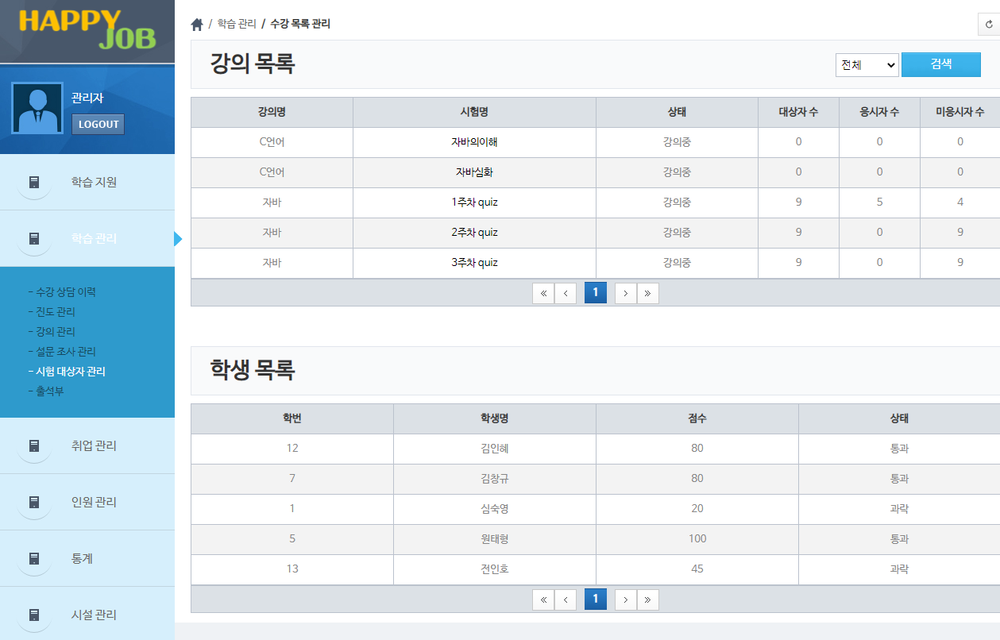 HAPPY
JOB
관리자
LOGOUT
학습 지원
학습 관리
- 수강 상담 이력
- 진도 관리
- 강의 관리
- 설문 조사 관리
- 시험 대상자 관리
- 출석부
취업 관리
인원 관리
통계
시설 관리
/ 학습 관리 / 수강 목록 관리
강의 목록
전체 검색
강의명 시험명 상태 대상자 수 응시자 수 미응시자 수
C언어 자바의이해 강의중 0 0 0
C언어 자바심화 강의중 0 0 0
자바 1주차 quiz 강의중 9 5 4
자바 2주차 quiz 강의중 9 0 9
자바 3주차 quiz 강의중 9 0 9
« ‹ 1 › »
학생 목록
학번 학생명 점수 상태
12 김인혜 80 통과
7 김창규 80 통과
1 심숙영 20 과락
5 원태형 100 통과
13 전인호 45 과락
« ‹ 1 › »